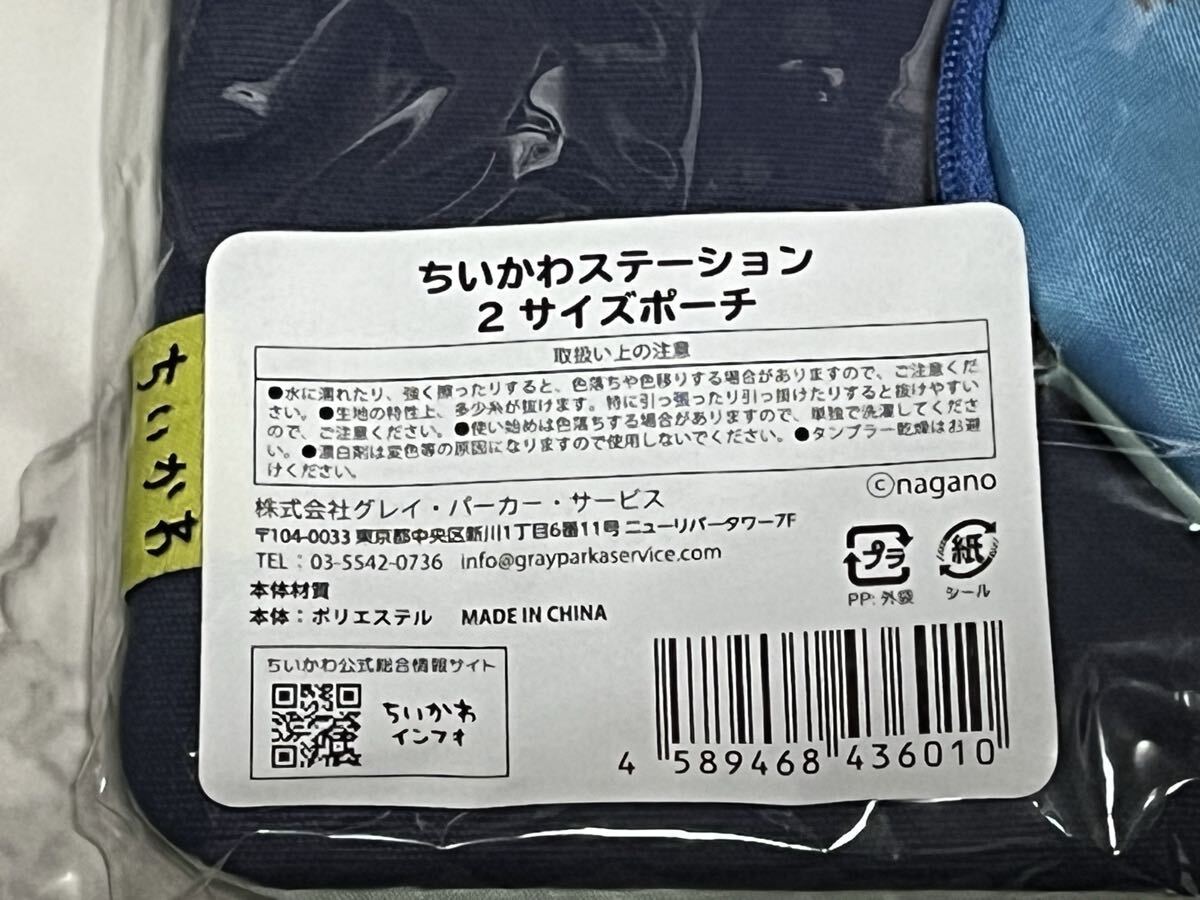 ちいかわステーション
2サイズポーチ
取扱い上の注意
●水に濡れたり、強く擦ったりすると、色落ちや色移りする場合がありますので、ご注意くだ
さい。●生地の特性上、多少糸が抜けます。特に引っ張ったり引っ掛けたりすると抜けやすい
ので、ご注意ください。●使い始めは色落ちする場合がありますので、単独で洗濯してくださ
い。●漂白剤は変色等の原因になりますので使用しないでください。●タンブラー乾燥はお避
けください。
ⓒnagano
株式会社グレイ・パーカー・サービス
〒104-0033 東京都中央区新川1丁目6番11号 ニューリバータワー7F
TEL：03-5542-0736 info@grayparkaservice.com
本体材質
本体：ポリエステル MADE IN CHINA
プラ
PP: 外袋
紙
シール
ちいかわ公式総合情報サイト
ちいかわ
インフォ
4 589468 436010
ちいかわ